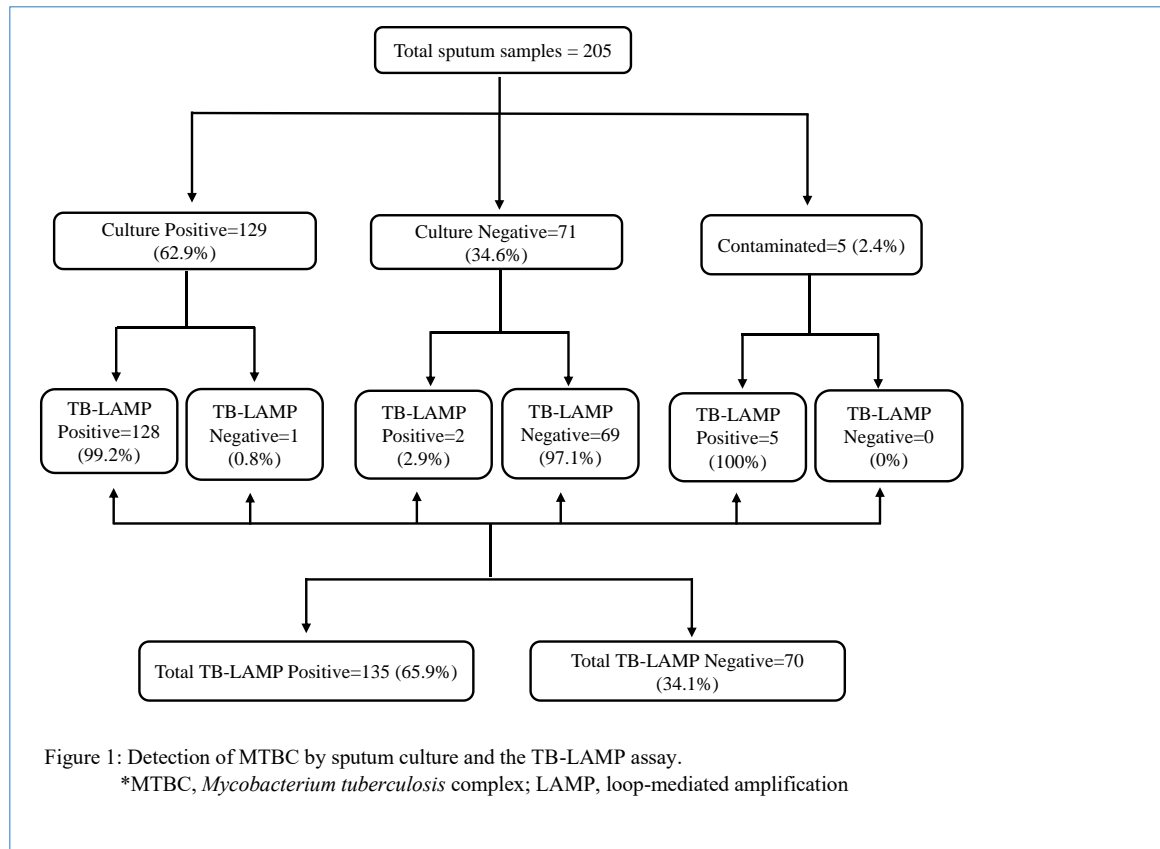 Total sputum samples = 205
Culture Positive=129
(62.9%)
Culture Negative=71
(34.6%)
Contaminated=5 (2.4%)
TB-LAMP
Positive=128
(99.2%)
TB-LAMP
Negative=1
(0.8%)
TB-LAMP
Positive=2
(2.9%)
TB-LAMP
Negative=69
(97.1%)
TB-LAMP
Positive=5
(100%)
TB-LAMP
Negative=0
(0%)
Total TB-LAMP Positive=135 (65.9%)
Total TB-LAMP Negative=70
(34.1%)
Figure 1: Detection of MTBC by sputum culture and the TB-LAMP assay.
*MTBC, Mycobacterium tuberculosis complex; LAMP, loop-mediated amplification